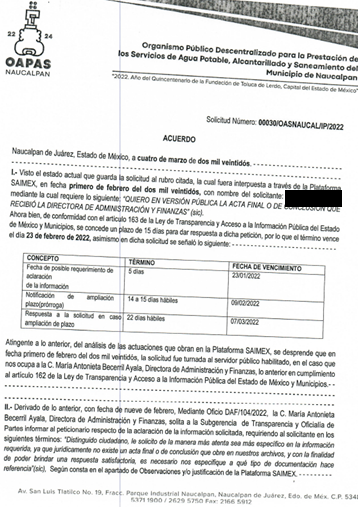 22 24
OAPAS
NAUCALPAN
Organismo Público Descentralizado para la Prestación de
los Servicios de Agua Potable, Alcantarillado y Saneamiento del
Municipio de Naucalpan
"2022. Año del Quincentenario de la Fundación de Toluca de Lerdo, Capital del Estado de México"
Solicitud Número: 00030/OASNAUCAL/IP/2022
ACUERDO
Naucalpan de Juárez, Estado de México, a cuatro de marzo de dos mil veintidós.
I.- Visto el estado actual que guarda la solicitud al rubro citada, la cual fuera interpuesta a través de la Plataforma
SAIMEX, en fecha primero de febrero del dos mil veintidós, con nombre del solicitante:
mediante la cual requiere lo siguiente: "QUIERO EN VERSIÓN PÚBLICA LA ACTA FINAL O DE CONCLUSIÓN QUE
RECIBIÓ LA DIRECTORA DE ADMINISTRACIÓN Y FINANZAS" (sic).
Ahora bien, de conformidad con el artículo 163 de la Ley de Transparencia y Acceso a la Información Pública del Estado
de México y Municipios, se concede un plazo de 15 días para dar respuesta a dicha petición, por lo que el término vence
el día 23 de febrero de 2022, asimismo en dicha solicitud se señaló lo siguiente:
CONCEPTO TÉRMINO FECHA DE VENCIMIENTO
Fecha de posible requerimiento de 5 días 23/01/2022
aclaración
de la información
Notificación de ampliación 14 a 15 días hábiles 09/02/2022
plazo(prórroga)
Respuesta a la solicitud en caso 22 días hábiles 07/03/2022
ampliación de plazo
Atingente a lo anterior, del análisis de las actuaciones que obran en la Plataforma SAIMEX, se desprende que en
fecha primero de febrero del dos mil veintidós, la solicitud fue turnada al servidor público habilitado, en el caso que
nos ocupa a la C. María Antonieta Becerril Ayala, Directora de Administración y Finanzas, lo anterior en cumplimiento
al artículo 162 de la Ley de Transparencia y Acceso a la Información Pública del Estado de México y Municipios.
II.- Derivado de lo anterior, con fecha de nueve de febrero, Mediante Oficio DAF/104/2022, la C. María Antonieta
Becerril Ayala, Directora de Administración y Finanzas, solita a la Subgerencia de Transparencia y Oficialía de
Partes informar al peticionario respecto de la aclaración de la información solicitada, requiriendo al solicitante en los
siguientes términos: "Distinguido ciudadano, le solicito de la manera más atenta sea más específico en la información
requerida, ya que jurídicamente no existe un acta final o de conclusión que obre en nuestros archivos, y con la finalidad
de poder brindar una respuesta satisfactoria, es necesario nos especifique a qué tipo de documentación hace
referencia"(sic). Según consta en el apartado de Observaciones y/o justificación de la Plataforma SAIMEX.
Av. San Luis Tlatilco No. 19, Fracc. Parque Industrial Naucalpan, Naucalpan de Juárez, Edo. de Méx. C.P. 534
5371 1900 / 2629 5750 Fax: 2166 5912